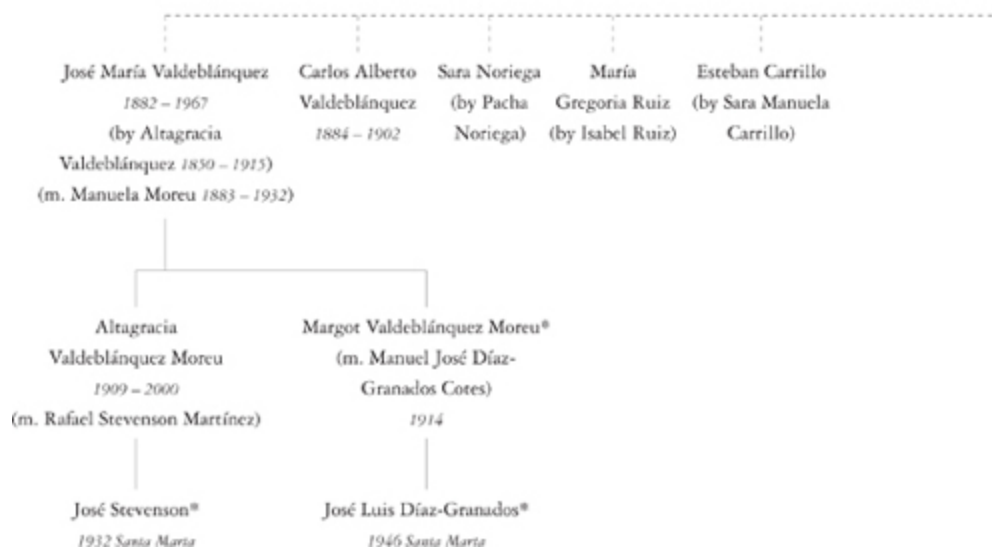 José María Valdeblánquez
1882 – 1967
(by Altagracia
Valdeblánquez 1850 – 1915)
(m. Manuela Moreu 1883 – 1932)
Carlos Alberto
Valdeblánquez
1884 – 1902
Sara Noriega
(by Pacha
Noriega)
María
Gregoria Ruiz
(by Isabel Ruiz)
Esteban Carrillo
(by Sara Manuela
Carrillo)
Altagracia
Valdeblánquez Moreu
1909 – 2000
(m. Rafael Stevenson Martínez)
Margot Valdeblánquez Moreu*
(m. Manuel José Díaz-
Granados Cotes)
1914
José Stevenson*
1932 Santa Marta
José Luis Díaz-Granados*
1946 Santa Marta